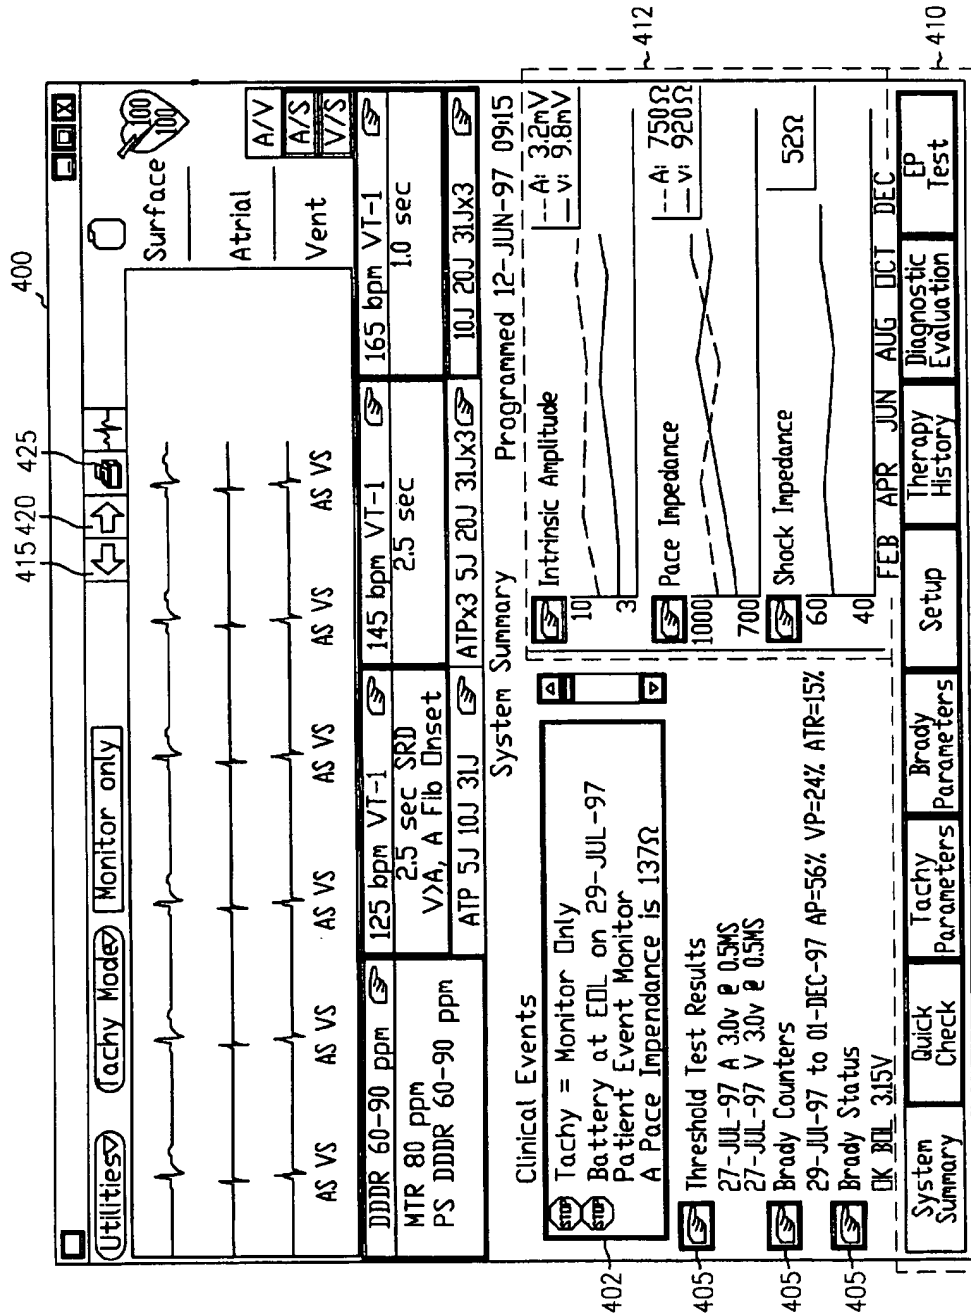 400
415 420 425
Utilities▽ Tachy Mode▽ Monitor only
Surface
Atrial
Vent
100
100
A/V
A/S
V/S
AS VS AS VS AS VS AS VS AS VS AS VS
DDDR 60-90 ppm
MTR 80 ppm
PS DDDR 60-90 ppm
125 bpm VT-1
2.5 sec SRD
V>A, A Fib Onset
ATP 5J 10J 31J
145 bpm VT-1
2.5 sec
ATPx3 5J 20J 31Jx3
165 bpm VT-1
1.0 sec
10J 20J 31Jx3
System Summary Programmed 12-JUN-97 09:15
Clinical Events
STOP Tachy = Monitor Only
STOP Battery at EOL on 29-JUL-97
Patient Event Monitor
A Pace Impendance is 137Ω
402
405 Threshold Test Results
27-JUL-97 A 3.0v @ 0.5MS
27-JUL-97 V 3.0v @ 0.5MS
405 Brady Counters
29-JUL-97 to 01-DEC-97 AP=56% VP=24% ATR=15%
405 Brady Status
OK BOL 3.15V
412
Intrinsic Amplitude
10
3
A: 3.2mV
V: 9.8mV
Pace Impedance
1000
700
A: 750Ω
V: 920Ω
Shock Impedance
60
40
52Ω
FEB APR JUN AUG OCT DEC
System Summary
Quick Check
Tachy Parameters
Brady Parameters
Setup
Therapy History
Diagnostic Evaluation
EP Test
410